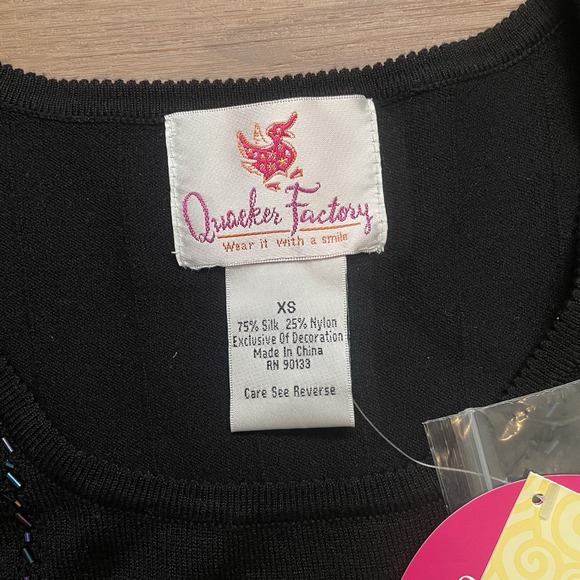 Quacker Factory
Wear it with a smile
XS
75% Silk 25% Nylon
Exclusive Of Decoration
Made In China
RN 90133
Care See Reverse